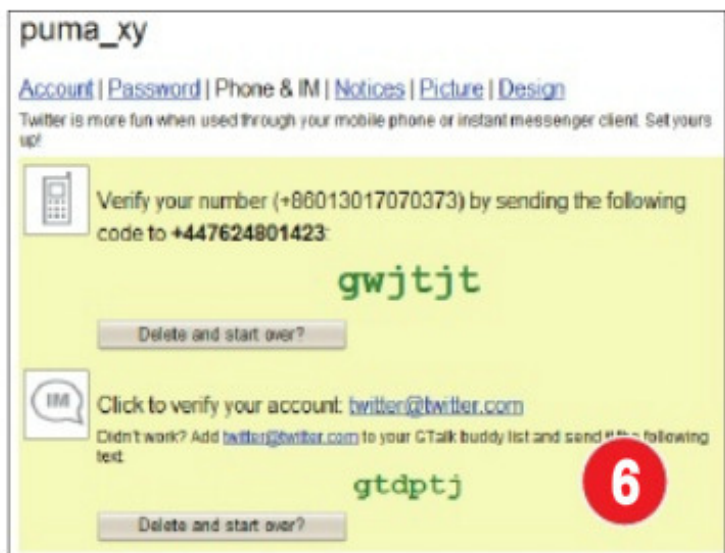 puma_xy
Account | Password | Phone & IM | Notices | Picture | Design
Twitter is more fun when used through your mobile phone or instant messenger client. Set yours
up!
Verify your number (+86013017070373) by sending the following
code to +447624801423:
gwjtjt
Delete and start over?
IM
Click to verify your account: twitter@twitter.com
Didn't work? Add twitter@twitter.com to your GTalk buddy list and send the following
text:
gtdptj
6
Delete and start over?